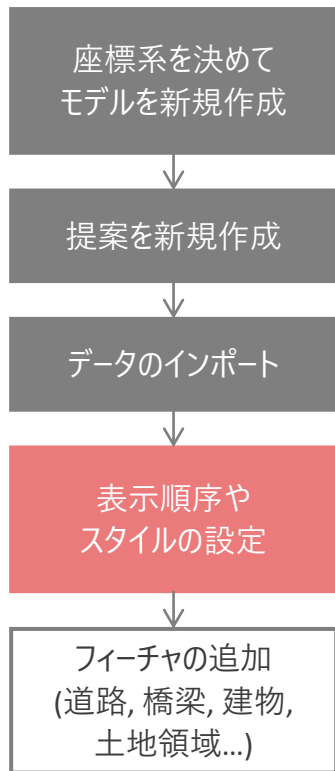 座標系を決めて
モデルを新規作成
提案を新規作成
データのインポート
表示順序や
スタイルの設定
フィーチャの追加
(道路, 橋梁, 建物,
土地領域...)